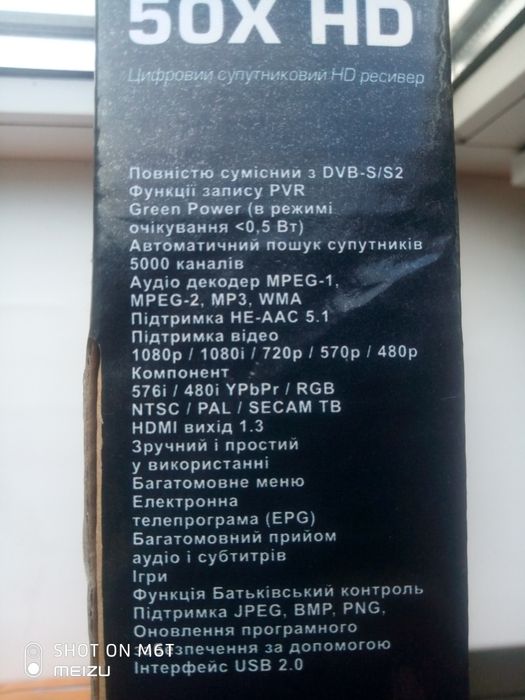 50X HD
Цифровий супутниковий HD ресивер
Повністю сумісний з DVB-S/S2
Функції запису PVR
Green Power (в режимі
очікування <0,5 Вт)
Автоматичний пошук супутників
5000 каналів
Аудіо декодер MPEG-1,
MPEG-2, MP3, WMA
Підтримка HE-AAC 5.1
Підтримка відео
1080p / 1080i / 720p / 570p / 480p
Компонент
576i / 480i YPbPr / RGB
NTSC / PAL / SECAM ТВ
HDMI вихід 1.3
Зручний і простий
у використанні
Багатомовне меню
Електронна
телепрограма (EPG)
Багатомовний прийом
аудіо і субтитрів
Ігри
Функція Батьківський контроль
Підтримка JPEG, BMP, PNG,
Оновлення програмного
забезпечення за допомогою
Інтерфейс USB 2.0
SHOT ON M6T
MEIZU